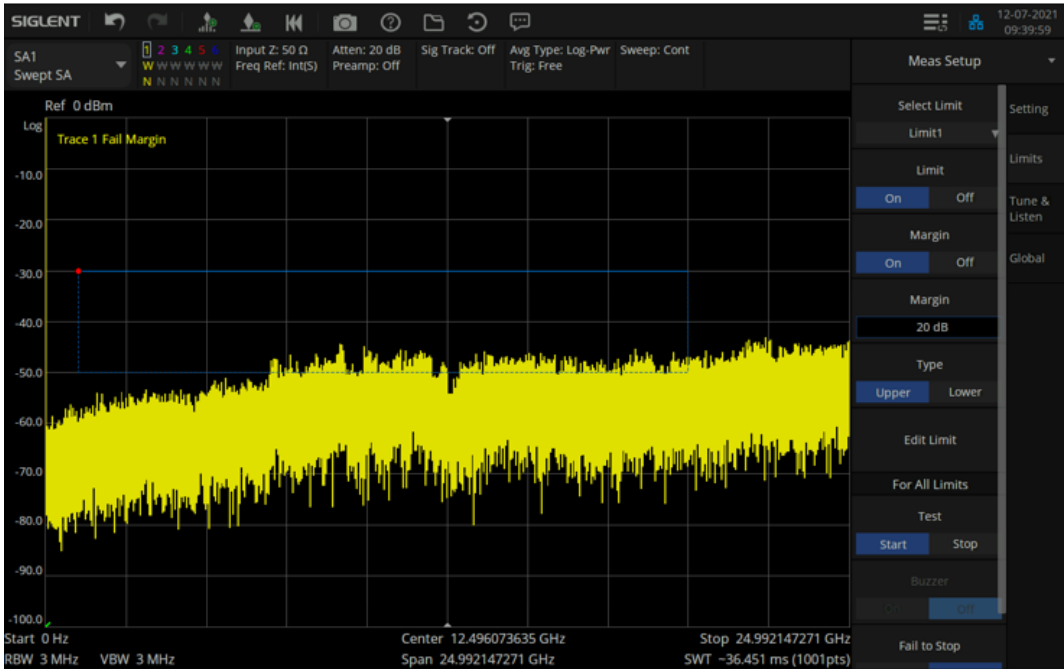 SIGLENT
12-07-2021
09:39:59
SA1
Swept SA
1 2 3 4 5
W W W W W W
N N N N N N
Input Z: 50 Ω
Freq Ref: Int(S)
Atten: 20 dB
Preamp: Off
Sig Track: Off
Avg Type: Log-Pwr
Trig: Free
Sweep: Cont
Meas Setup
Ref 0 dBm
Log
Trace 1 Fail Margin
-10.0
-20.0
-30.0
-40.0
-50.0
-60.0
-70.0
-80.0
-90.0
-100.0
Start 0 Hz
Center 12.496073635 GHz
Stop 24.992147271 GHz
RBW 3 MHz
VBW 3 MHz
Span 24.992147271 GHz
SWT ~36.451 ms (1001pts)
Select Limit
Limit1
Limit
On Off
Margin
On Off
Margin
20 dB
Type
Upper Lower
Edit Limit
For All Limits
Test
Start Stop
Buzzer
On Off
Fail to Stop
Setting
Limits
Tune &
Listen
Global